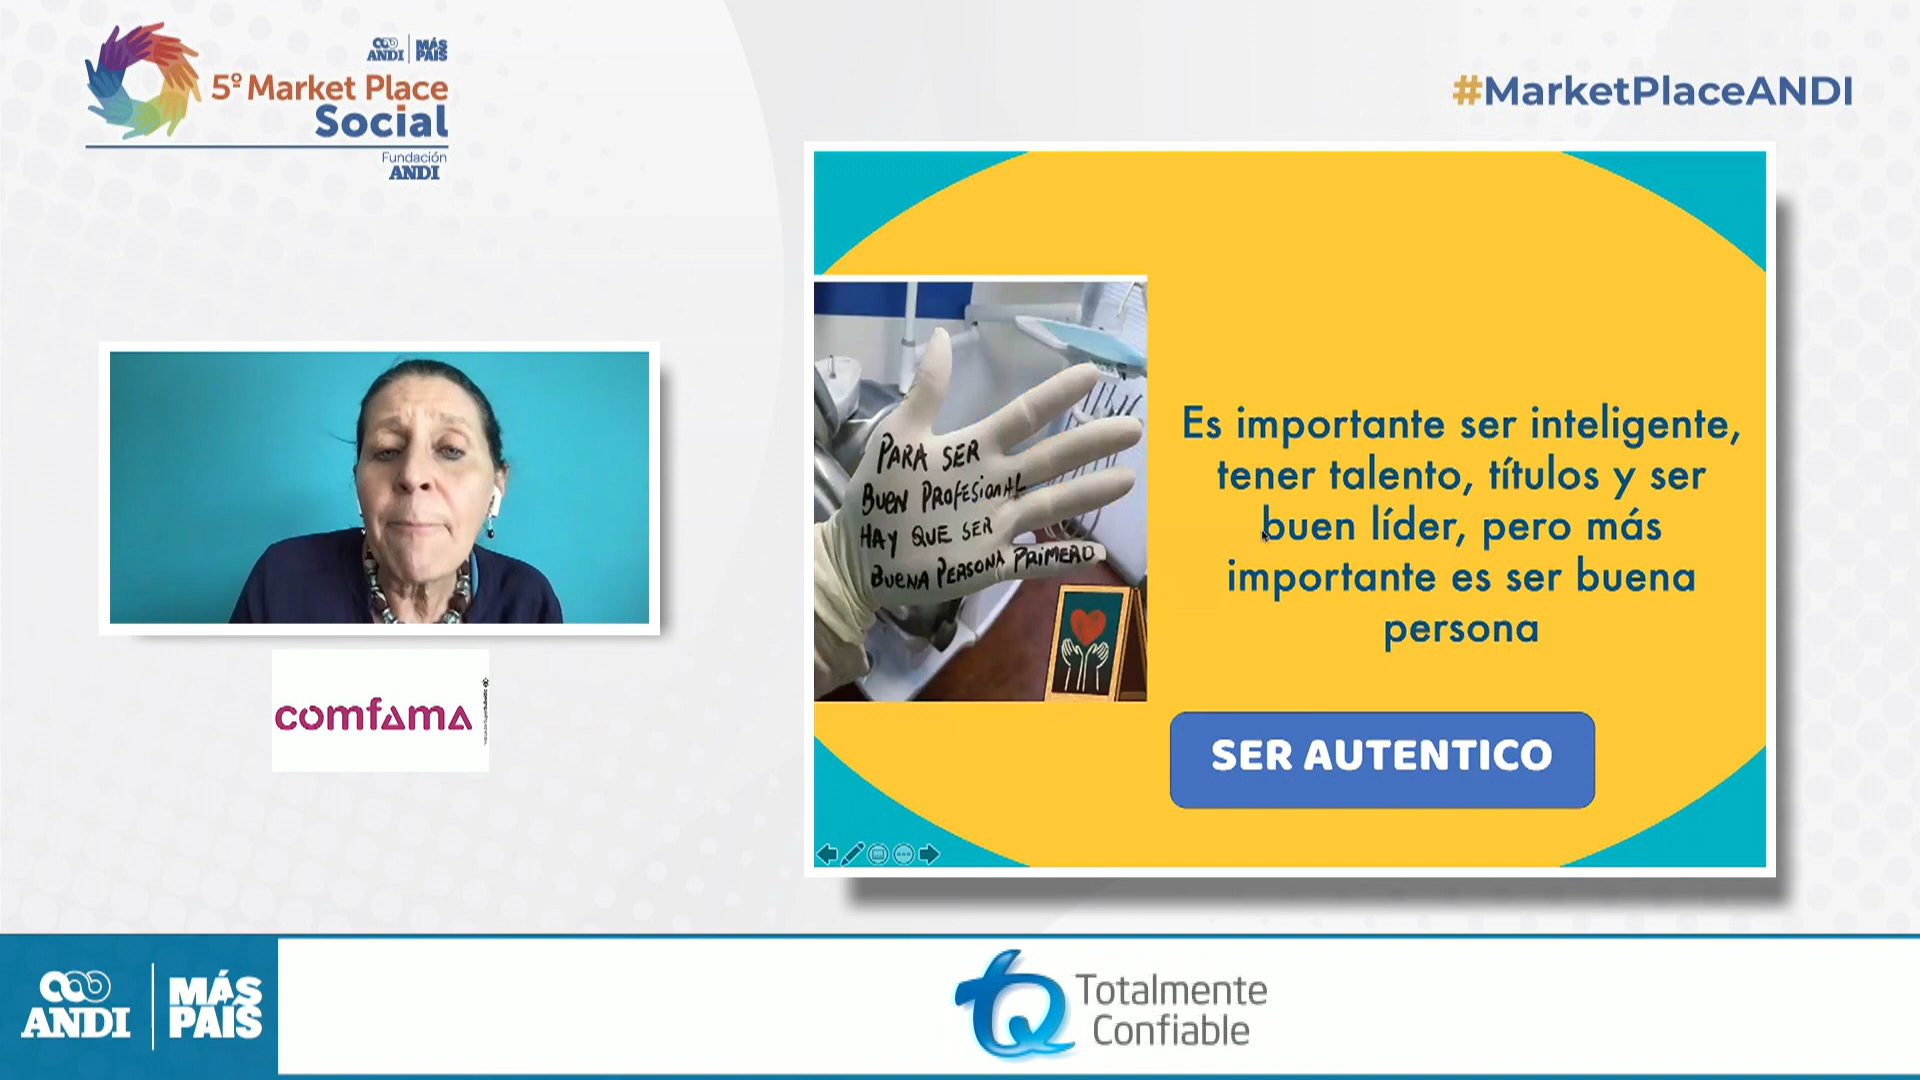 ANDI
MÁS
PAÍS
5º Market Place
Social
Fundación
ANDI
#MarketPlaceANDI
PARA SER
BUEN PROFESIONAL
HAY QUE SER
BUENA PERSONA PRIMERO
Es importante ser inteligente,
tener talento, títulos y ser
buen líder, pero más
importante es ser buena
persona
SER AUTENTICO
comfama
ANDI
MÁS
PAÍS
TQ
Totalmente
Confiable